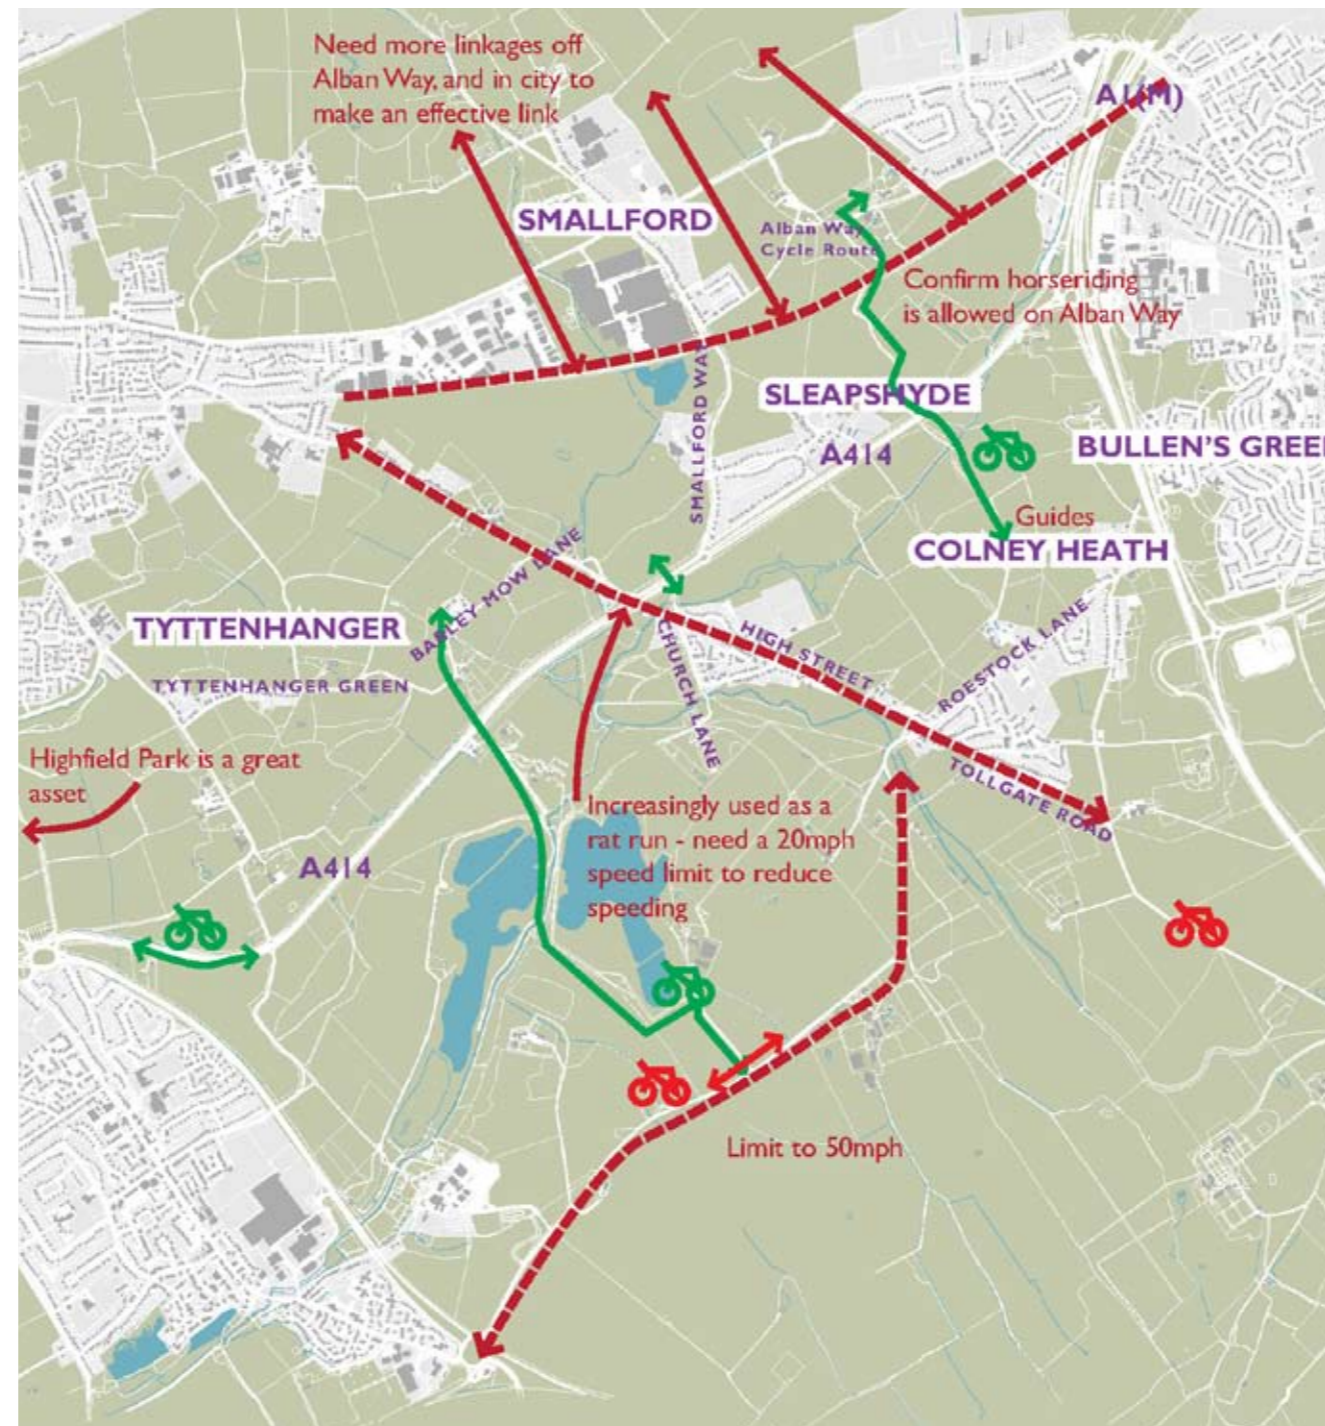 Need more linkages off
Alban Way, and in city to
make an effective link
A1(M)
SMALLFORD
Alban Way
Cycle Route
Confirm horseriding
is allowed on Alban Way
SMALLFORD WAY
SLEAPSHYDE
A414
BULLEN'S GREEN
Guides
COLNEY HEATH
BARLEY MOW LANE
TYTTENHANGER
TYTTENHANGER GREEN
CHURCH LANE
HIGH STREET
ROESTOCK LANE
TOLLGATE ROAD
Highfield Park is a great
asset
Increasingly used as a
rat run - need a 20mph
speed limit to reduce
speeding
A414
Limit to 50mph